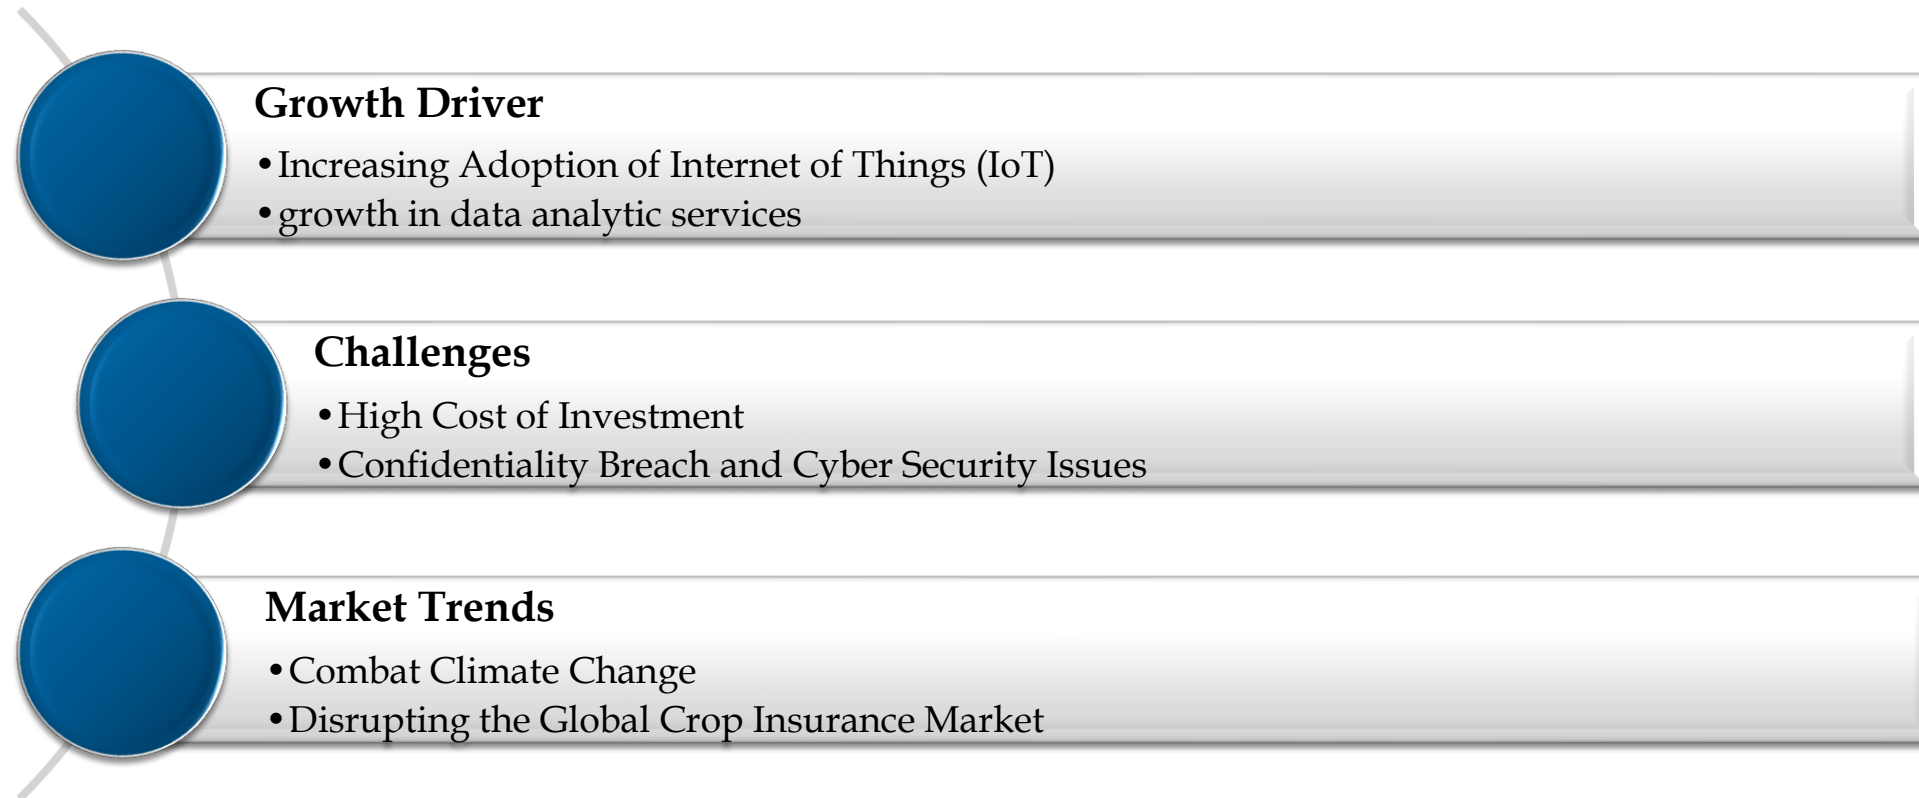 Growth Driver
•Increasing Adoption of Internet of Things (IoT)
•growth in data analytic services
Challenges
•High Cost of Investment
•Confidentiality Breach and Cyber Security Issues
Market Trends
•Combat Climate Change
•Disrupting the Global Crop Insurance Market